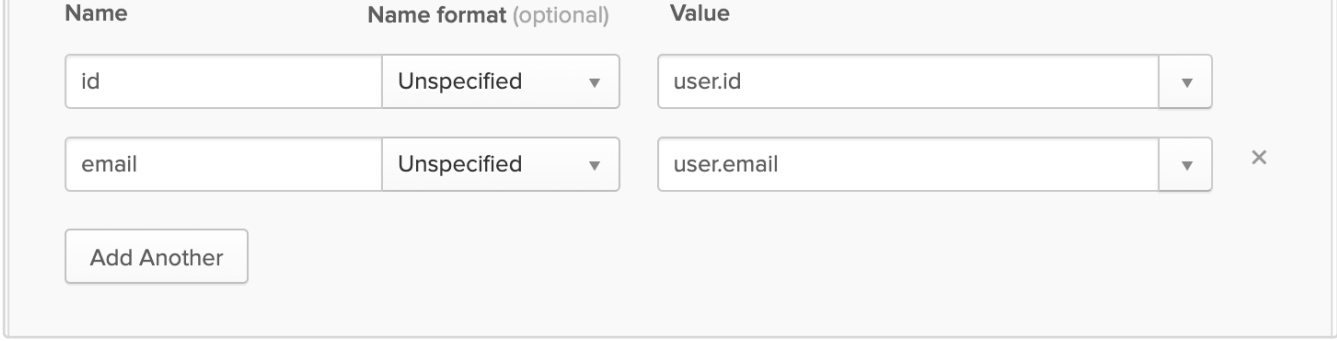 Name Name format (optional) Value
id Unspecified user.id
email Unspecified user.email
Add Another